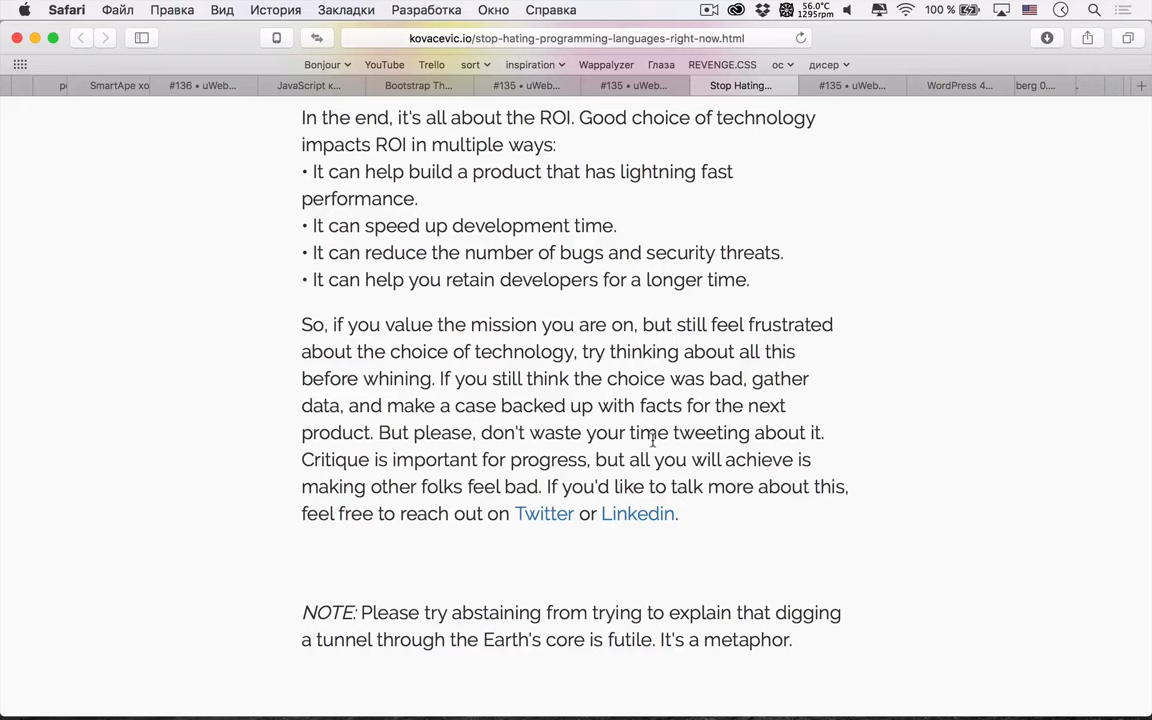 Safari Файл Правка Вид История Закладки Разработка Окно Справка 56.0°C 1295rpm 100 %
kovacevic.io/stop-hating-programming-languages-right-now.html
Bonjour YouTube Trello sort inspiration Wappalyzer Глаза REVENGE.CSS ос дисер
SmartApe хо #136 • uWeb... JavaScript к... Bootstrap Th... #135 • uWeb... #135 • uWeb... Stop Hating... #135 • uWeb... WordPress 4... berg 0....
In the end, it's all about the ROI. Good choice of technology
impacts ROI in multiple ways:
• It can help build a product that has lightning fast
performance.
• It can speed up development time.
• It can reduce the number of bugs and security threats.
• It can help you retain developers for a longer time.
So, if you value the mission you are on, but still feel frustrated
about the choice of technology, try thinking about all this
before whining. If you still think the choice was bad, gather
data, and make a case backed up with facts for the next
product. But please, don't waste your time tweeting about it.
Critique is important for progress, but all you will achieve is
making other folks feel bad. If you'd like to talk more about this,
feel free to reach out on Twitter or Linkedin.
NOTE: Please try abstaining from trying to explain that digging
a tunnel through the Earth's core is futile. It's a metaphor.